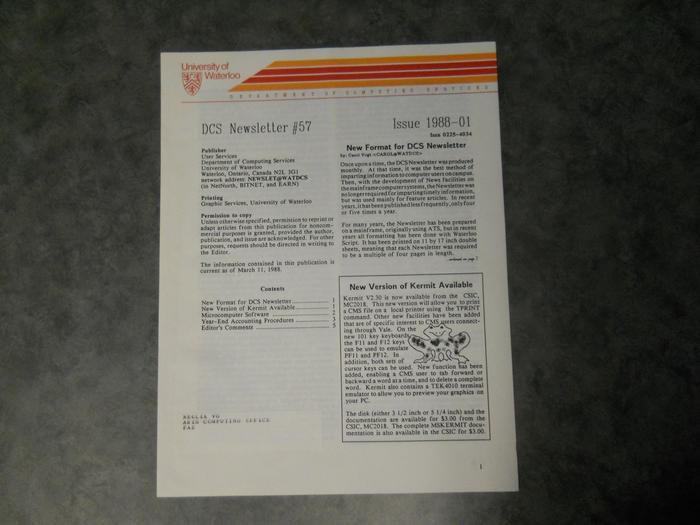 University of
Waterloo
DEPARTMENT OF COMPUTING SERVICES
DCS Newsletter #57
Issue 1988-01
Issn 0225-4034
Publisher
User Services
Department of Computing Services
University of Waterloo
Waterloo, Ontario, Canada N2L 3G1
network address: NEWSLET@WATDCS
(in NetNorth, BITNET, and EARN)
Printing
Graphic Services, University of Waterloo
Permission to copy
Unless otherwise specified, permission to reprint or
adapt articles from this publication for noncom-
mercial purposes is granted, provided the author,
publication, and issue are acknowledged. For other
purposes, requests should be directed in writing to
the Editor.
The information contained in this publication is
current as of March 11, 1988.
Contents
New Format for DCS Newsletter 1
New Version of Kermit Available 1
Microcomputer Software 2
Year-End Accounting Procedures 3
Editor's Comments 5
New Format for DCS Newsletter
by: Carol Vogt <CAROL@WATDCS>
Once upon a time, the DCS Newsletter was produced
monthly. At that time, it was the best method of
imparting information to computer users on campus.
Then, with the development of News facilities on
the mainframe computer systems, the Newsletter was
no longer required for imparting timely information,
but was used mainly for feature articles. In recent
years, it has been published less frequently, only four
or five times a year.
For many years, the Newsletter has been prepared
on a mainframe, originally using ATS, but in recent
years all formatting has been done with Waterloo
Script. It has been printed on 11 by 17 inch double
sheets, meaning that each Newsletter was required
to be a multiple of four pages in length.
continued on page 2
New Version of Kermit Available
Kermit V2.30 is now available from the CSIC,
MC2018. This new version will allow you to print
a CMS file on a local printer using the TPRINT
command. Other new facilities have been added
that are of specific interest to CMS users connect-
ing through Yale. On the
new 101 key keyboards,
the F11 and F12 keys
can be used to emulate
PF11 and PF12. In
addition, both sets of
cursor keys can be used. New function has been
added, enabling a CMS user to tab forward or
backward a word at a time, and to delete a complete
word. Kermit also contains a TEK4010 terminal
emulator to allow you to preview your graphics on
your PC.
The disk (either 3 1/2 inch or 5 1/4 inch) and the
documentation are available for $3.00 from the
CSIC, MC2018. The complete MSKERMIT docu-
mentation is also available in the CSIC for $3.00.
ARTS COMPUTING OFFICE
PAS
1